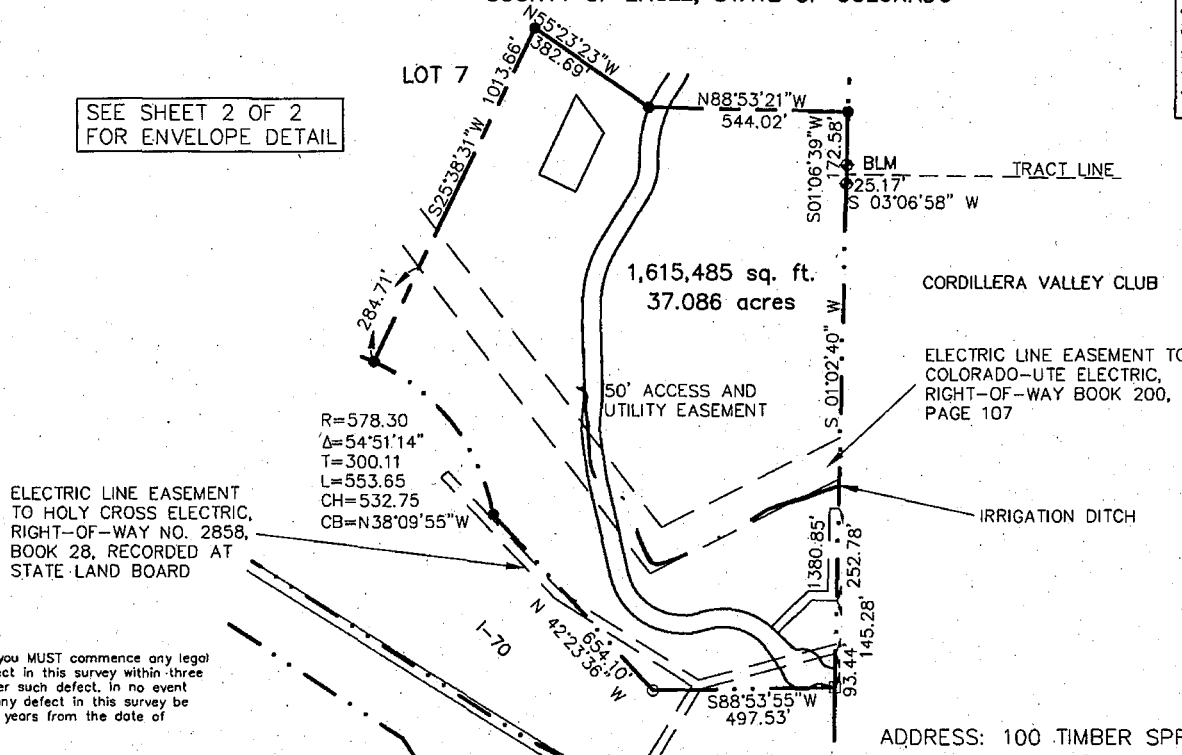 COUNTY OF EAGLE, STATE OF COLORADO
N55°23'23"W
382.69'
LOT 7
SEE SHEET 2 OF 2
FOR ENVELOPE DETAIL
S25°38'31"W 1013.66'
N88°53'21"W
544.02'
S01°06'39"W
172.58'
BLM
25.17'
S 03°06'58" W
TRACT LINE
1,615,485 sq. ft.
37.086 acres
CORDILLERA VALLEY CLUB
284.71'
S 01°02'40" W
ELECTRIC LINE EASEMENT TO
COLORADO-UTE ELECTRIC,
RIGHT-OF-WAY BOOK 200,
PAGE 107
50' ACCESS AND
UTILITY EASEMENT
R=578.30
Δ=54°51'14"
T=300.11
L=553.65
CH=532.75
CB=N38°09'55"W
ELECTRIC LINE EASEMENT
TO HOLY CROSS ELECTRIC,
RIGHT-OF-WAY NO. 2858,
BOOK 28, RECORDED AT
STATE LAND BOARD
IRRIGATION DITCH
1380.85'
252.78'
145.28'
93.44'
I-70
N 42°23'36" W
654.10'
S88°53'55"W
497.53'
you MUST commence any legal
ect in this survey within three
er such defect. in no event
any defect in this survey be
years from the date of
ADDRESS: 100 TIMBER SPR